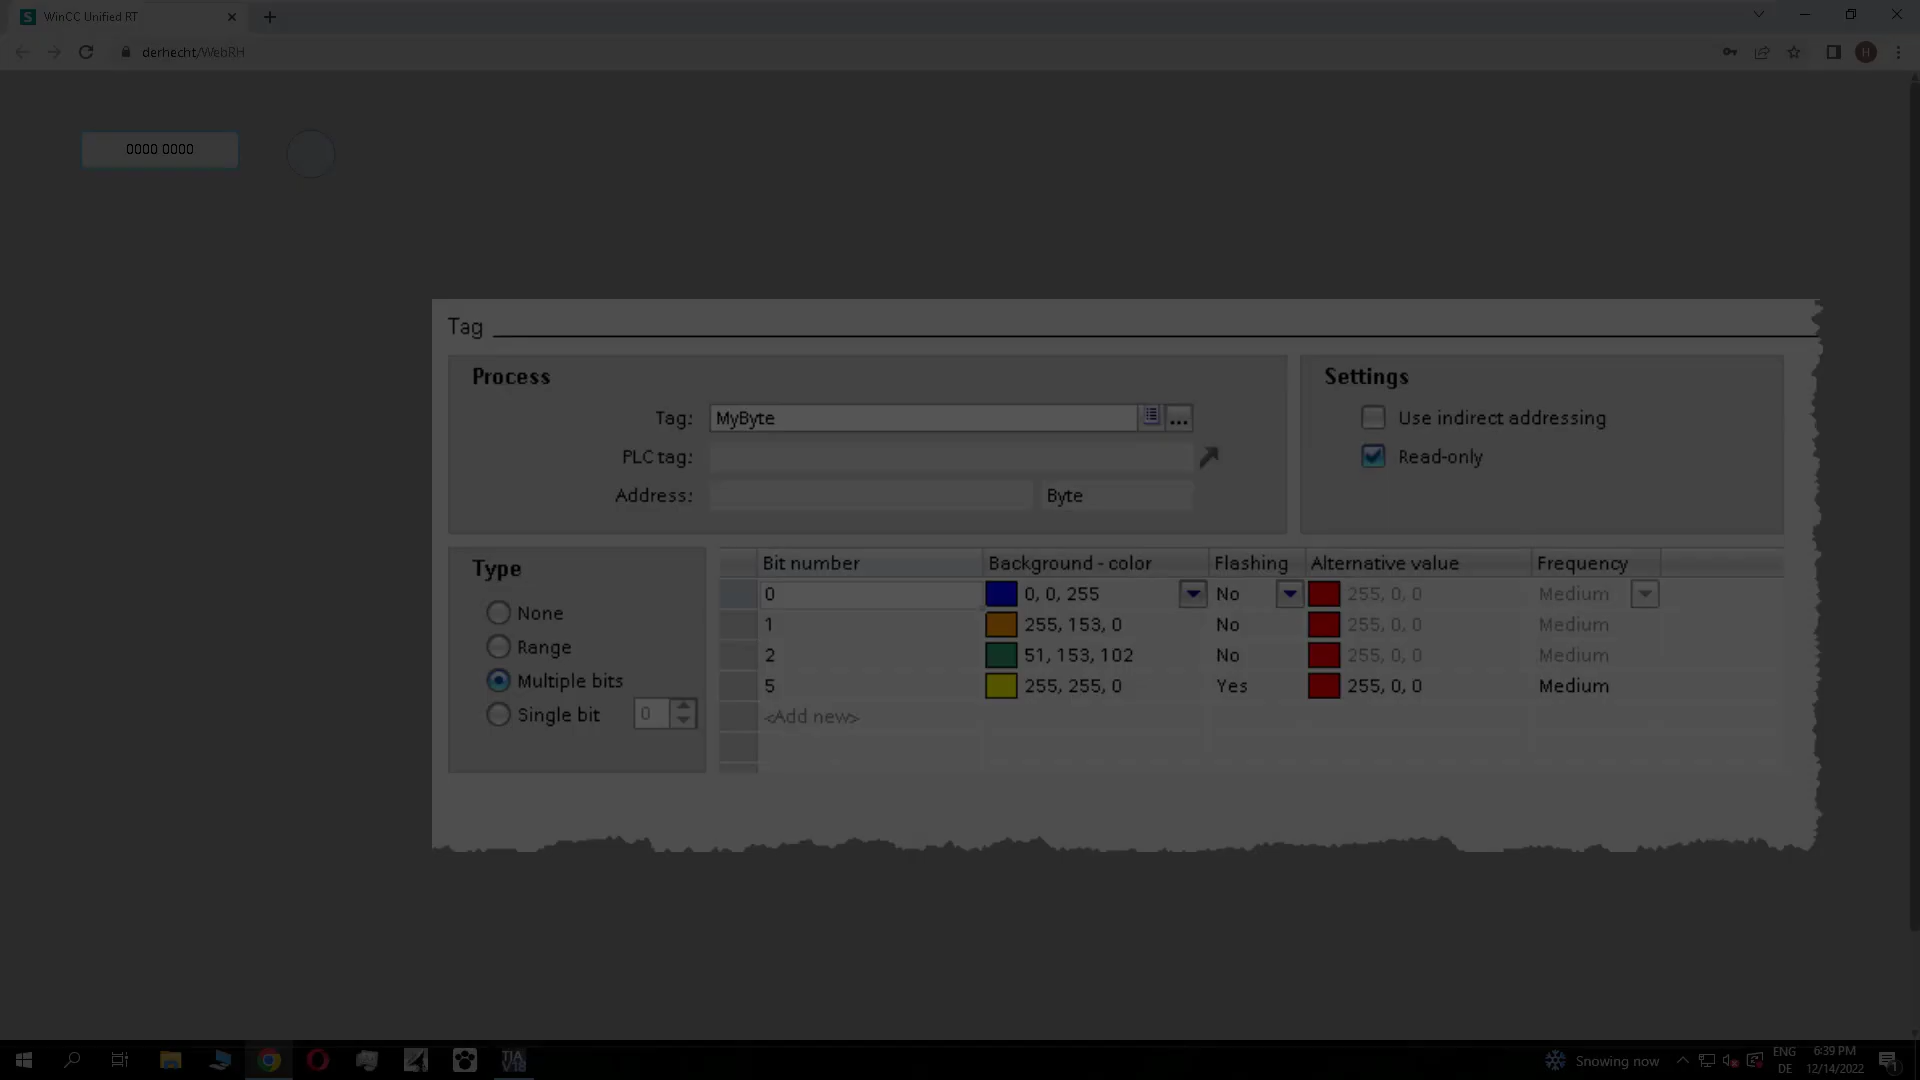 WinCC Unified RT
derhecht/WebRH
H
0000 0000
Tag
Process
Tag: MyByte ...
PLC tag:
Address: Byte
Settings
Use indirect addressing
Read-only
Type
None
Range
Multiple bits
Single bit 0
Bit number Background - color Flashing Alternative value Frequency
0 0, 0, 255 No 255, 0, 0 Medium
1 255, 153, 0 No 255, 0, 0 Medium
2 51, 153, 102 No 255, 0, 0 Medium
5 255, 255, 0 Yes 255, 0, 0 Medium
<Add new>
TIA V18
Snowing now
ENG
DE
6:39 PM
12/14/2022
1